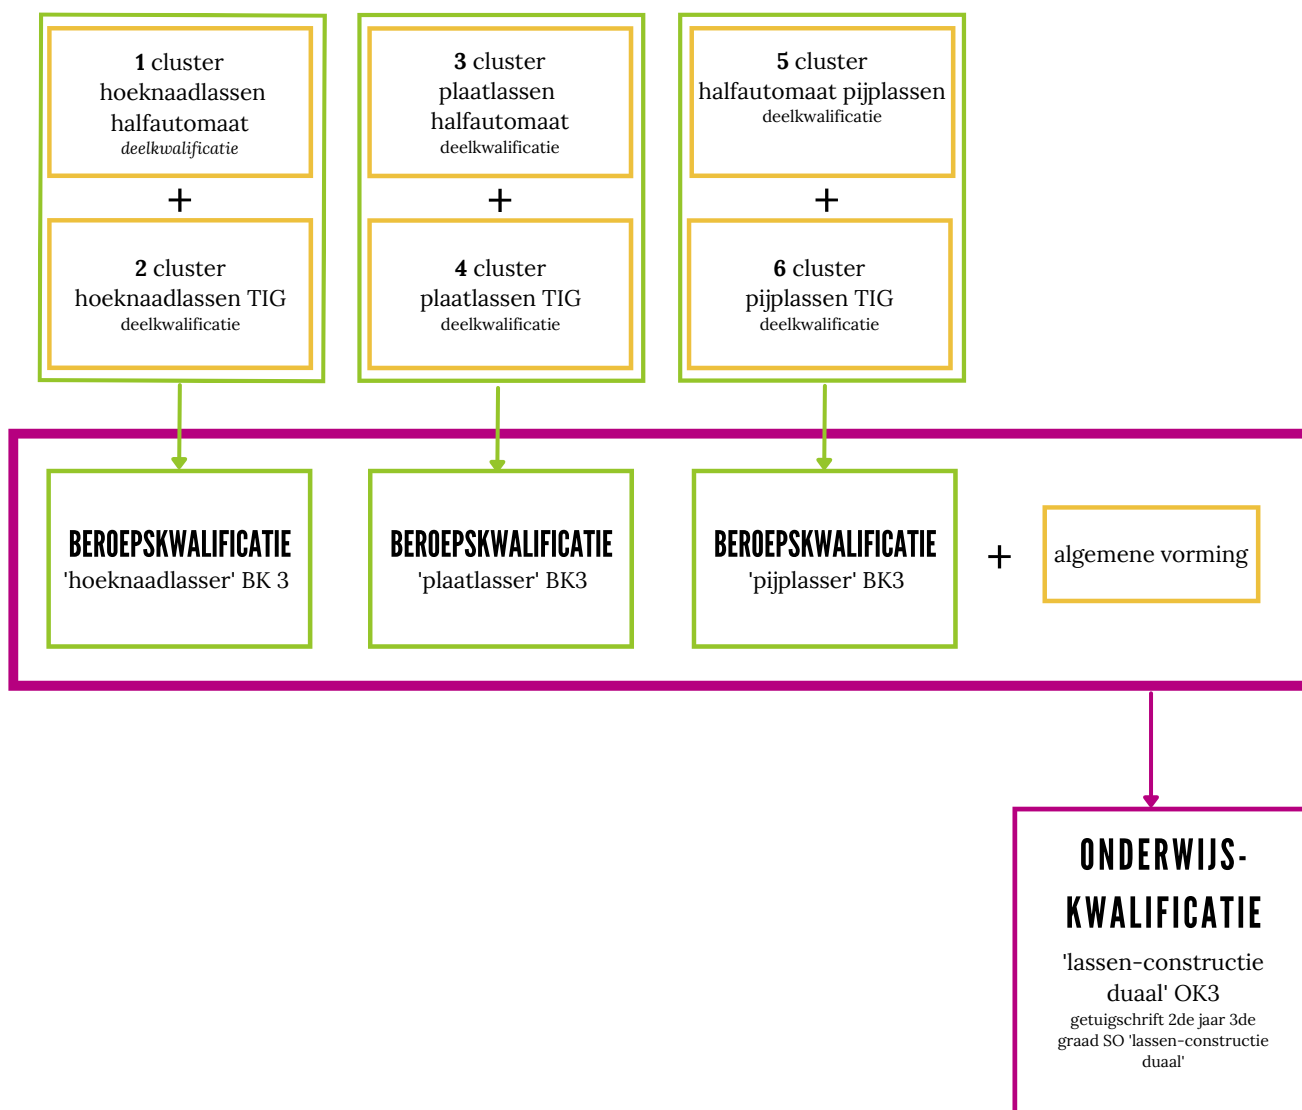 1 cluster
hoeknaadlassen
halfautomaat
deelkwalificatie
+
2 cluster
hoeknaadlassen TIG
deelkwalificatie
3 cluster
plaatlassen
halfautomaat
deelkwalificatie
+
4 cluster
plaatlassen TIG
deelkwalificatie
5 cluster
halfautomaat pijplassen
deelkwalificatie
+
6 cluster
pijplassen TIG
deelkwalificatie
BEROEPSKWALIFICATIE
'hoeknaadlasser' BK 3
BEROEPSKWALIFICATIE
'plaatlasser' BK3
BEROEPSKWALIFICATIE
'pijplasser' BK3
+
algemene vorming
ONDERWIJS-
KWALIFICATIE
'lassen-constructie
duaal' OK3
getuigschrift 2de jaar 3de
graad SO 'lassen-constructie
duaal'